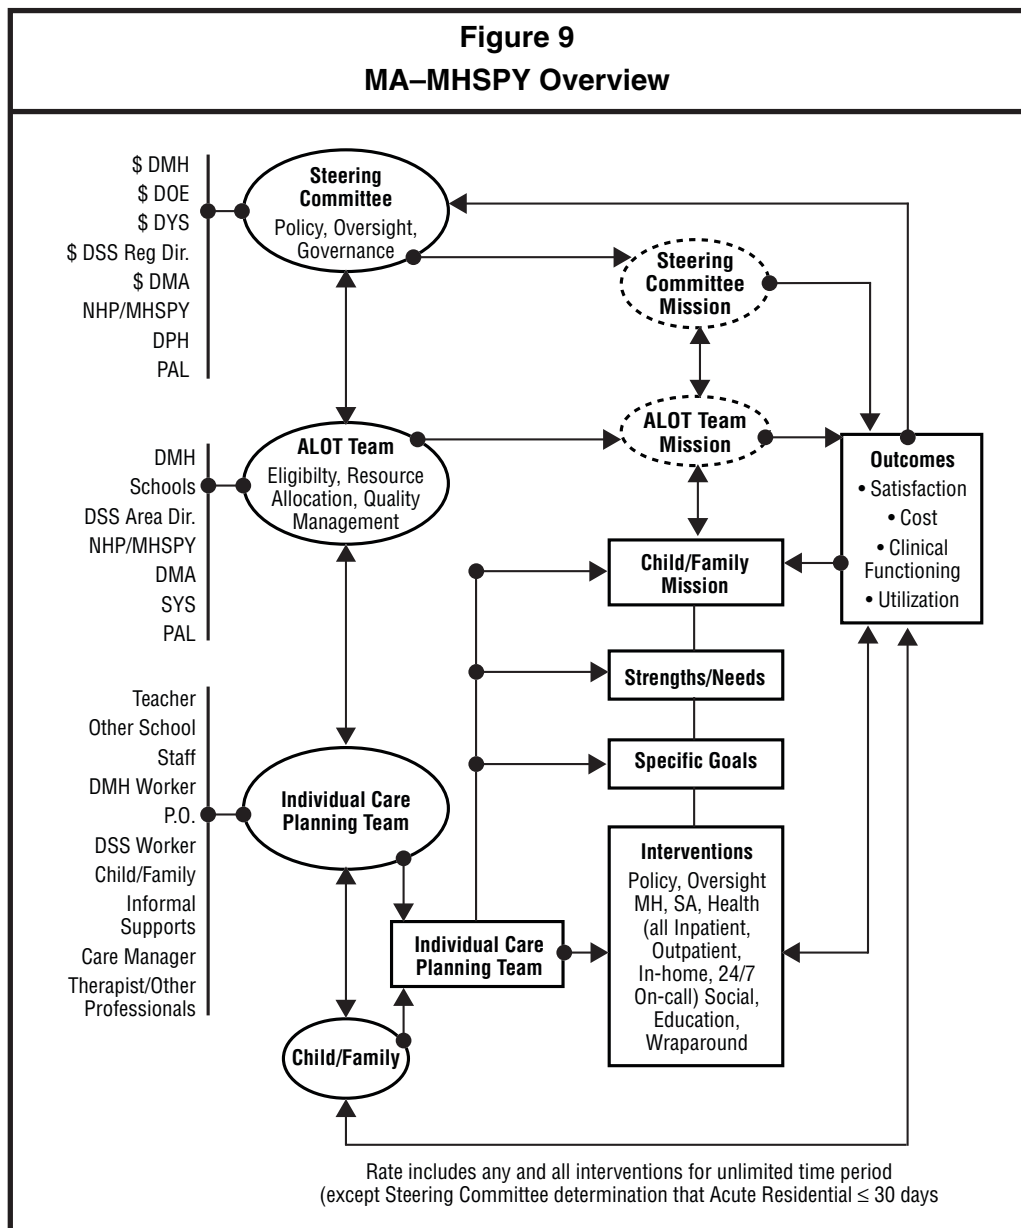 Figure 9
MA–MHSPY Overview
$ DMH
$ DOE
$ DYS
$ DSS Reg Dir.
$ DMA
NHP/MHSPY
DPH
PAL
Steering
Committee
Policy, Oversight,
Governance
Steering
Committee
Mission
DMH
Schools
DSS Area Dir.
NHP/MHSPY
DMA
SYS
PAL
ALOT Team
Eligibilty, Resource
Allocation, Quality
Management
ALOT Team
Mission
Outcomes
• Satisfaction
• Cost
• Clinical
Functioning
• Utilization
Child/Family
Mission
Strengths/Needs
Specific Goals
Teacher
Other School
Staff
DMH Worker
P.O.
DSS Worker
Child/Family
Informal
Supports
Care Manager
Therapist/Other
Professionals
Individual Care
Planning Team
Individual Care
Planning Team
Interventions
Policy, Oversight
MH, SA, Health
(all Inpatient,
Outpatient,
In-home, 24/7
On-call) Social,
Education,
Wraparound
Child/Family
Rate includes any and all interventions for unlimited time period
(except Steering Committee determination that Acute Residential ≤ 30 days